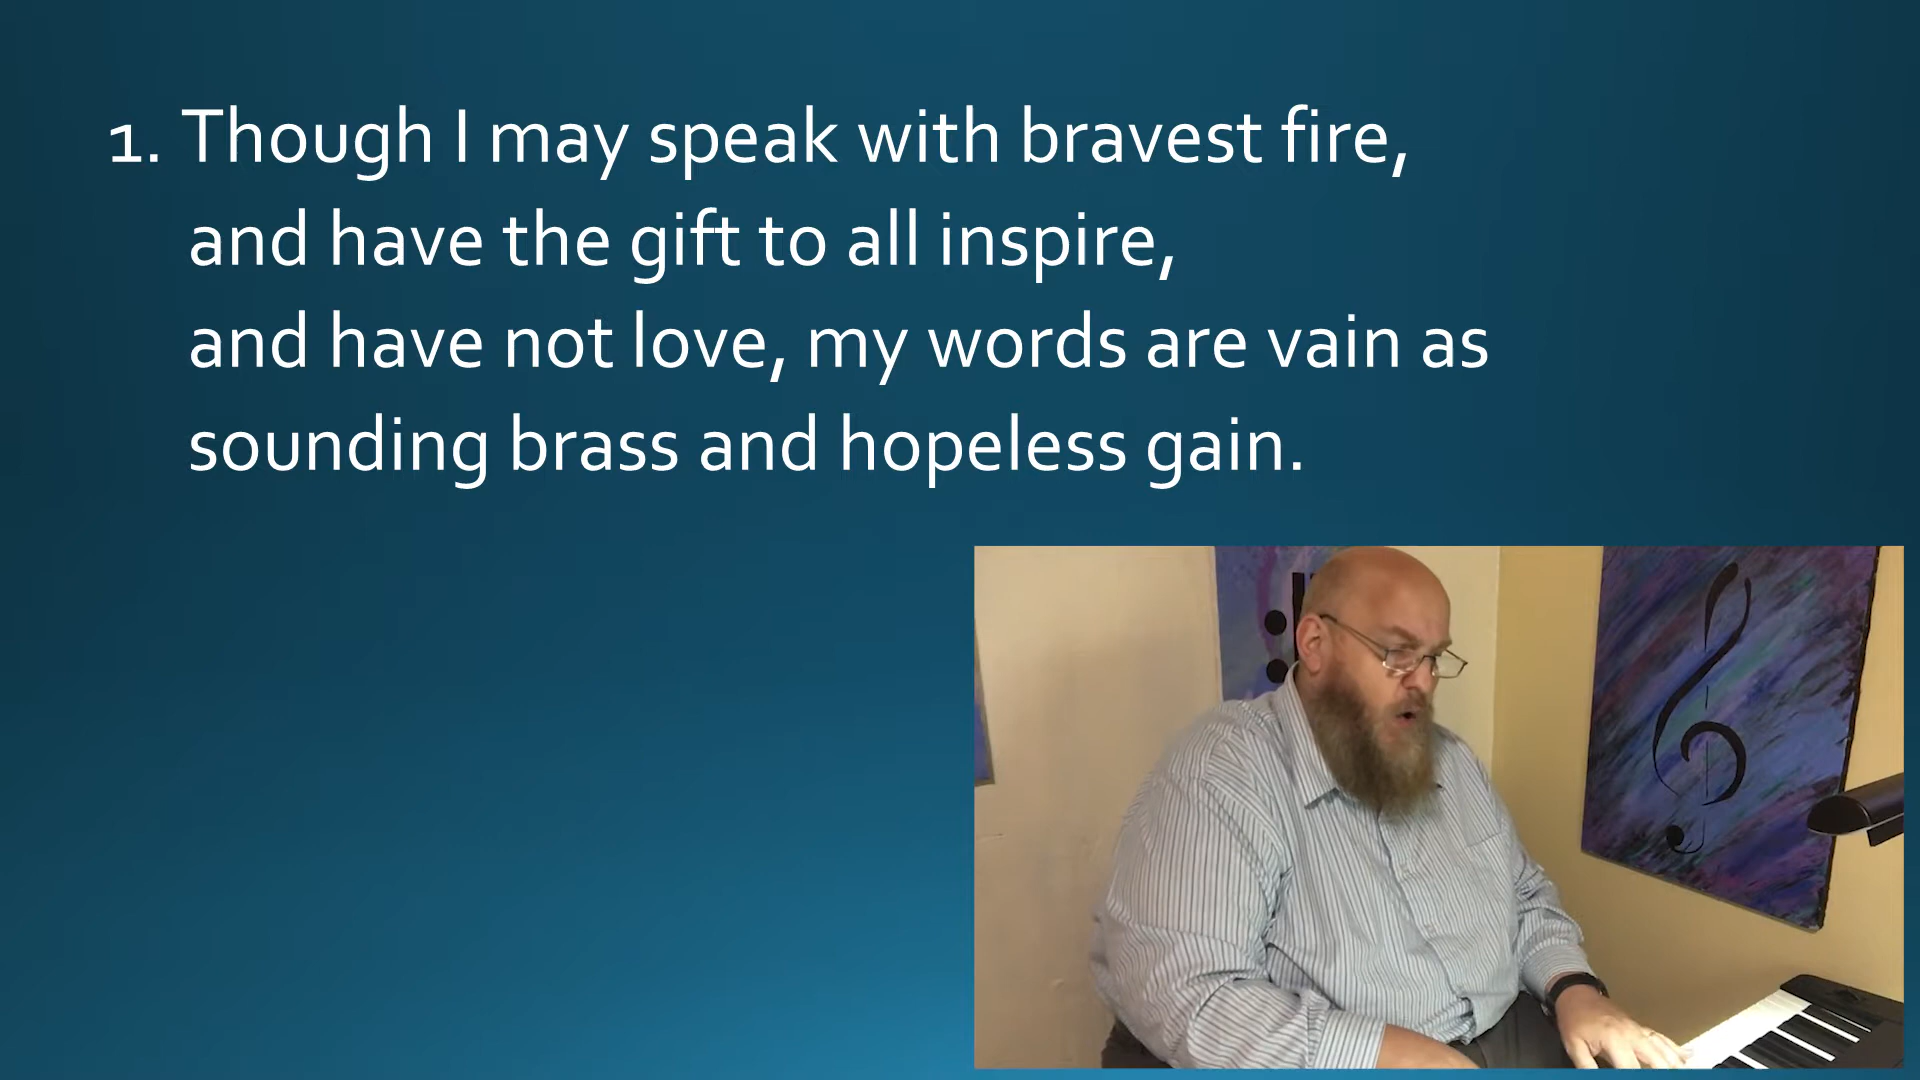 1. Though I may speak with bravest fire,
and have the gift to all inspire,
and have not love, my words are vain as
sounding brass and hopeless gain.